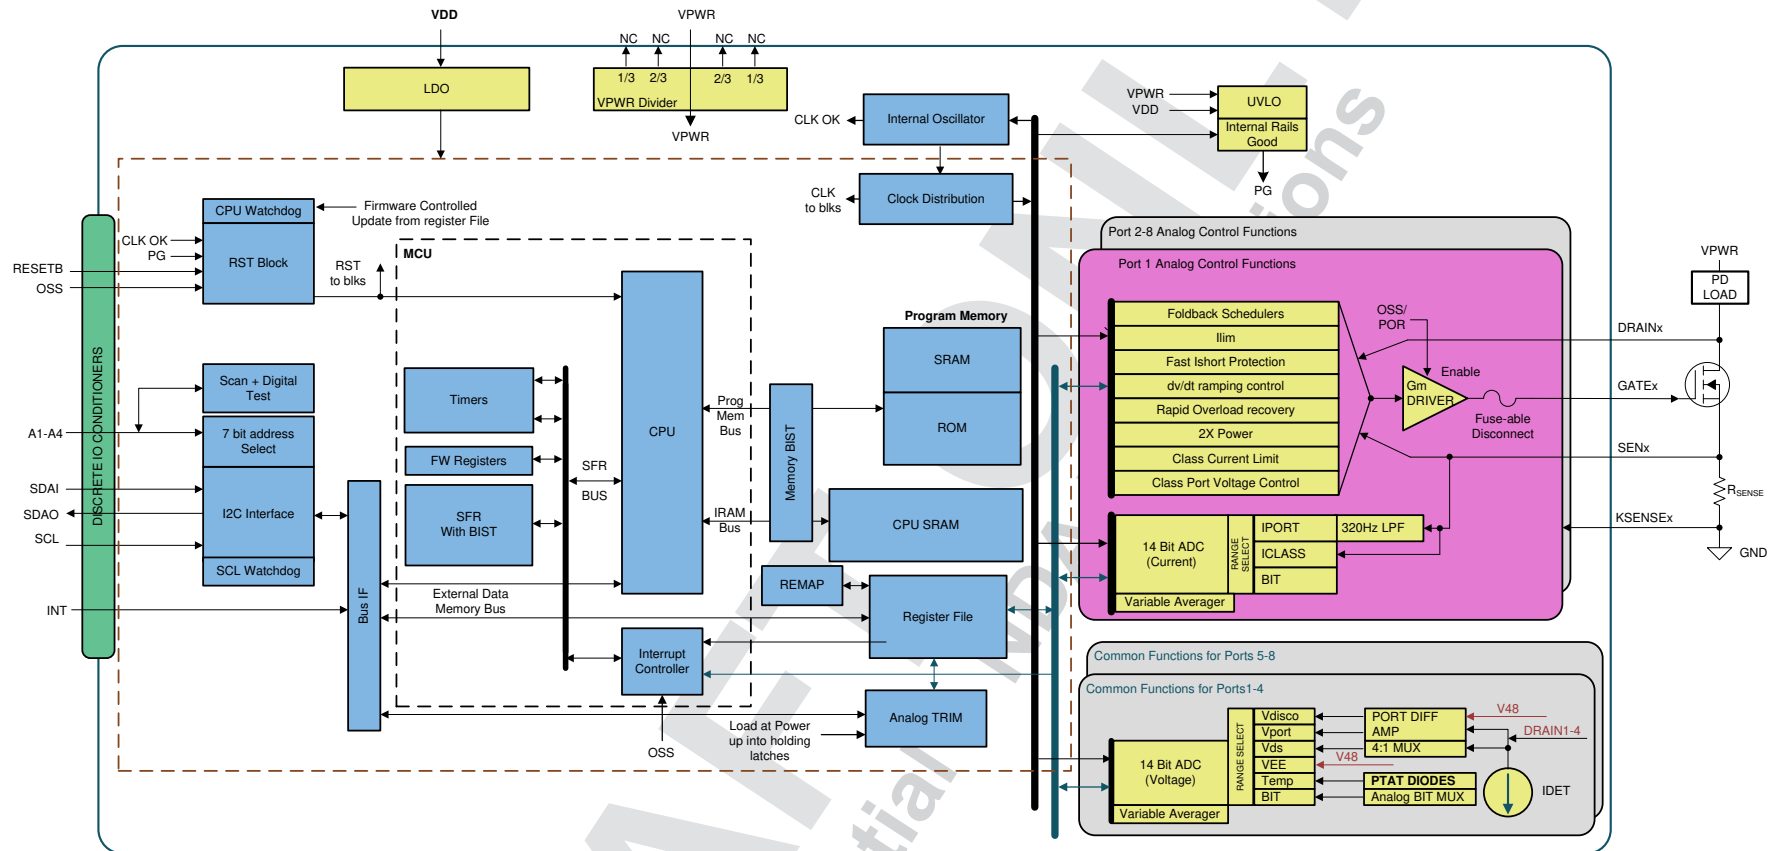 VDD
VPWR
NC
NC
NC
NC
1/3
2/3
2/3
1/3
LDO
VPWR Divider
VPWR
CLK OK
Internal Oscillator
VPWR
VDD
UVLO
Internal Rails
Good
PG
CLK
to blks
Clock Distribution
CPU Watchdog
Firmware Controlled
Update from register File
CLK OK
PG
RESETB
OSS
RST Block
RST
to blks
MCU
DISCRETE IO CONDITIONERS
Scan + Digital
Test
A1-A4
7 bit address
Select
SDAI
SDAO
SCL
I2C Interface
SCL Watchdog
INT
Bus IF
Timers
FW Registers
SFR
With BIST
SFR
BUS
CPU
External Data
Memory Bus
Interrupt
Controller
OSS
Prog
Mem
Bus
IRAM
Bus
Memory BIST
Program Memory
SRAM
ROM
CPU SRAM
REMAP
Register File
Analog TRIM
Load at Power
up into holding
latches
Port 2-8 Analog Control Functions
Port 1 Analog Control Functions
Foldback Schedulers
Ilim
Fast Ishort Protection
dv/dt ramping control
Rapid Overload recovery
2X Power
Class Current Limit
Class Port Voltage Control
OSS/
POR
Enable
Gm
DRIVER
Fuse-able
Disconnect
14 Bit ADC
(Current)
RANGE
SELECT
IPORT
320Hz LPF
ICLASS
BIT
Variable Averager
VPWR
PD
LOAD
DRAINx
GATEx
SENx
RSENSE
KSENSEx
GND
Common Functions for Ports 5-8
Common Functions for Ports1-4
14 Bit ADC
(Voltage)
Variable Averager
RANGE SELECT
Vdisco
Vport
Vds
VEE
Temp
BIT
PORT DIFF
AMP
4:1 MUX
V48
DRAIN1-4
V48
PTAT DIODES
Analog BIT MUX
IDET